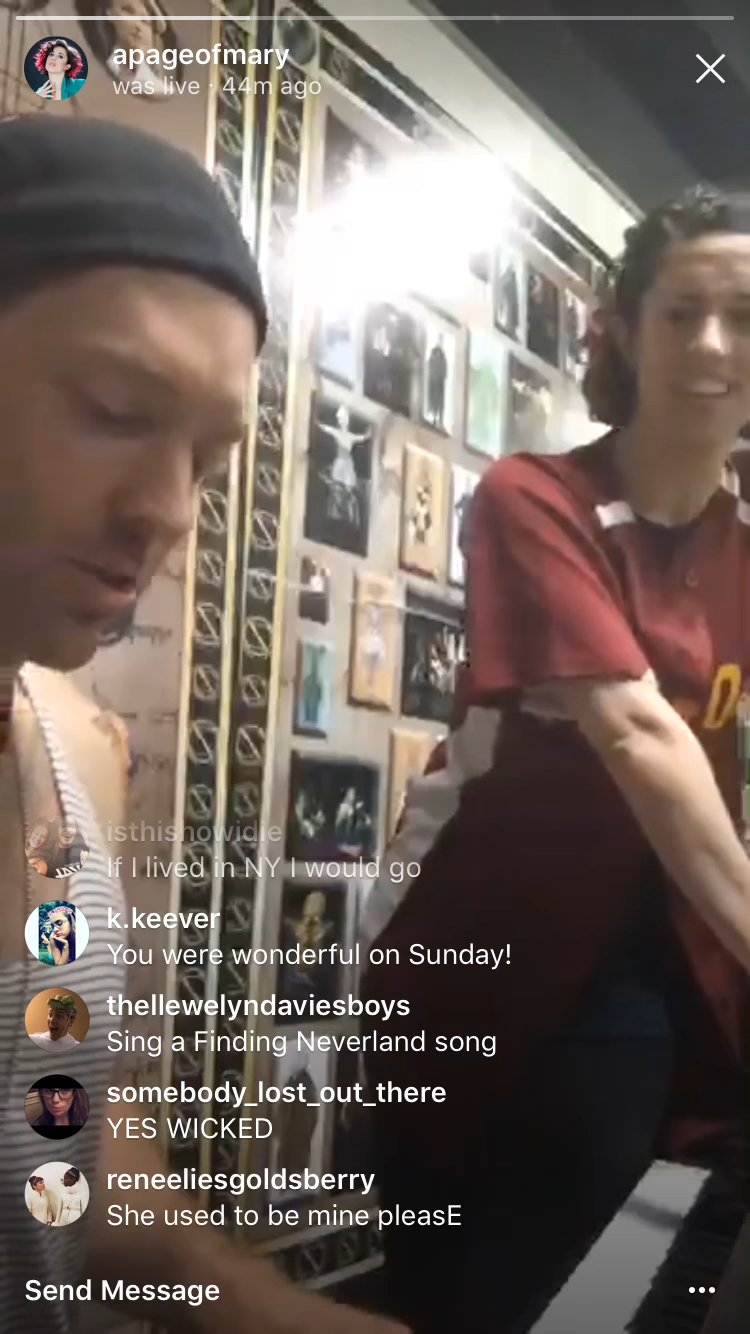 apageofmary
was live · 44m ago
isthishowidie
If I lived in NY I would go
k.keever
You were wonderful on Sunday!
thellewelyndaviesboys
Sing a Finding Neverland song
somebody_lost_out_there
YES WICKED
reneeliesgoldsberry
She used to be mine pleasE
Send Message